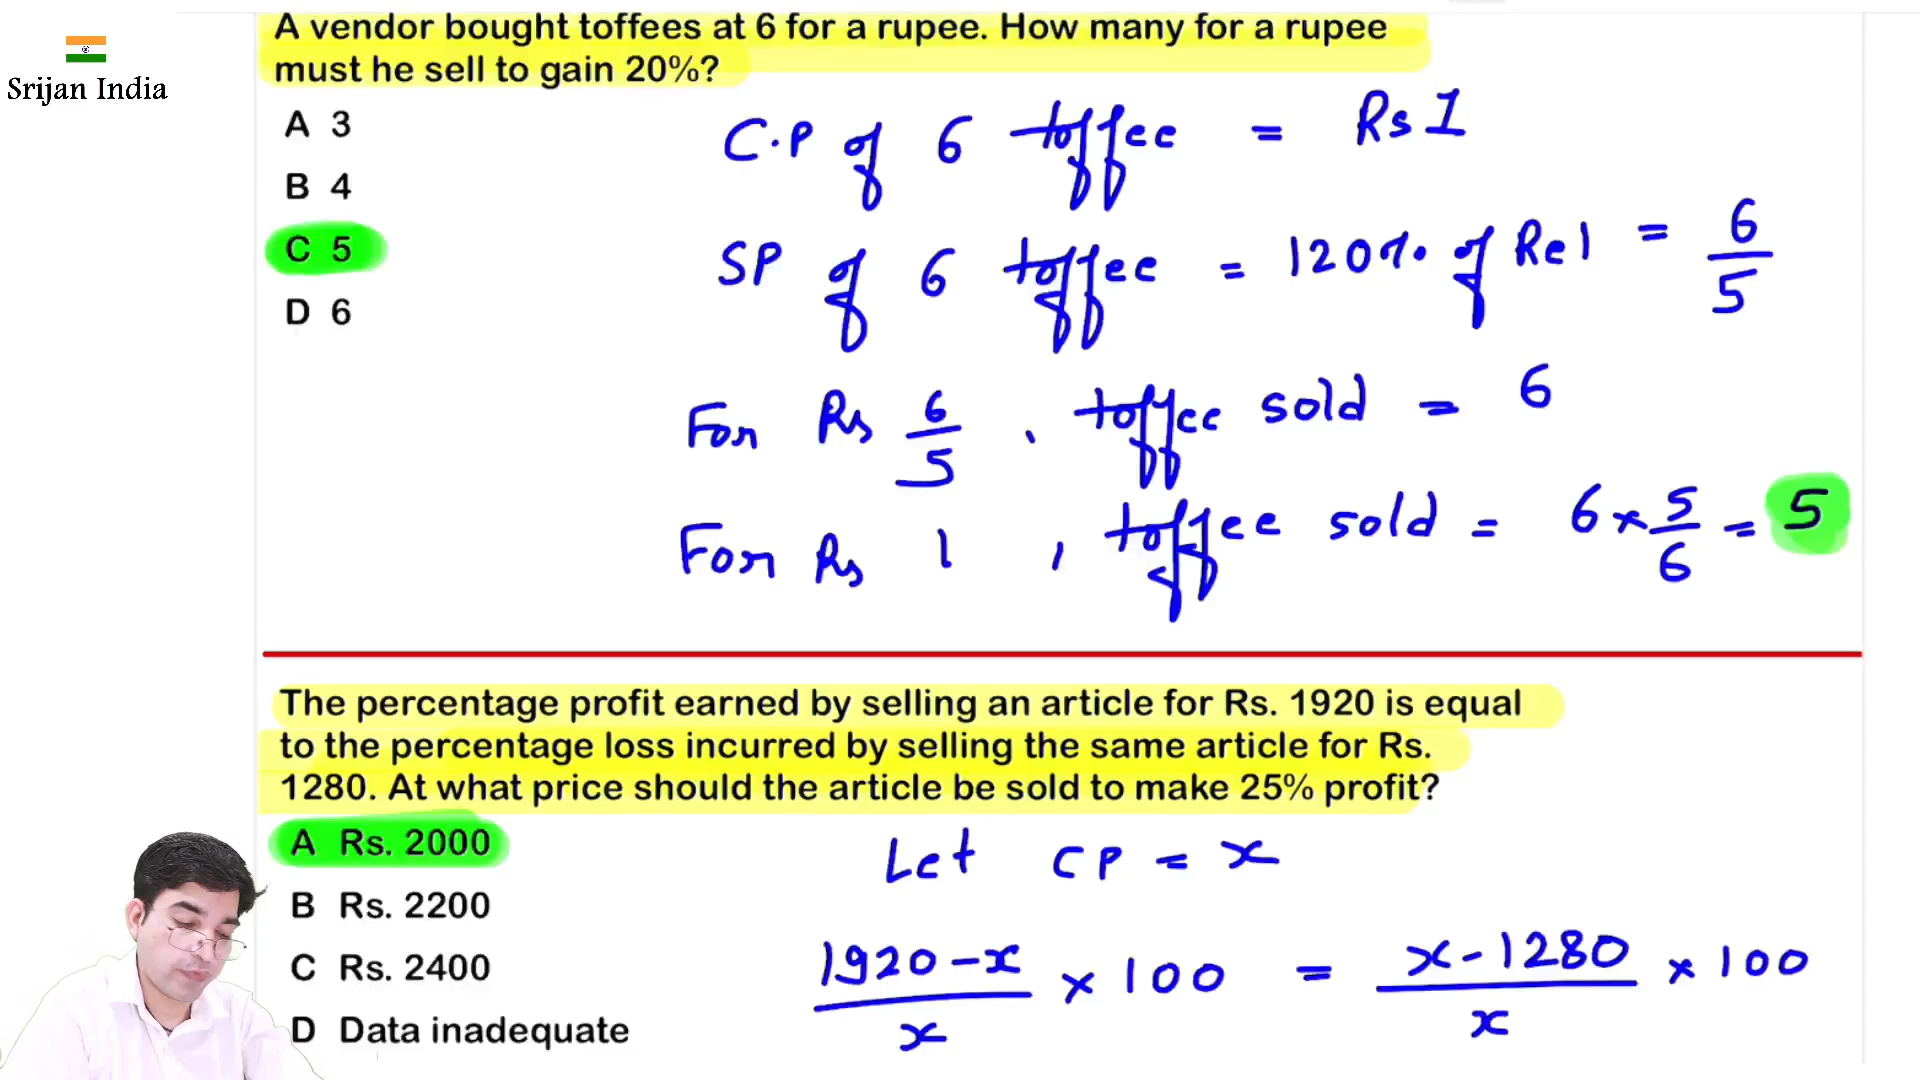 Srijan India
A vendor bought toffees at 6 for a rupee. How many for a rupee
must he sell to gain 20%?
A 3
B 4
C 5
D 6
C.P of 6 toffee = Rs 1
SP of 6 toffee = 120% of Re 1 = 6/5
For Rs 6/5, toffee sold = 6
For Rs 1, toffee sold = 6 × 5/6 = 5
The percentage profit earned by selling an article for Rs. 1920 is equal
to the percentage loss incurred by selling the same article for Rs.
1280. At what price should the article be sold to make 25% profit?
A Rs. 2000
B Rs. 2200
C Rs. 2400
D Data inadequate
Let CP = x
1920 - x / x × 100 = x - 1280 / x × 100